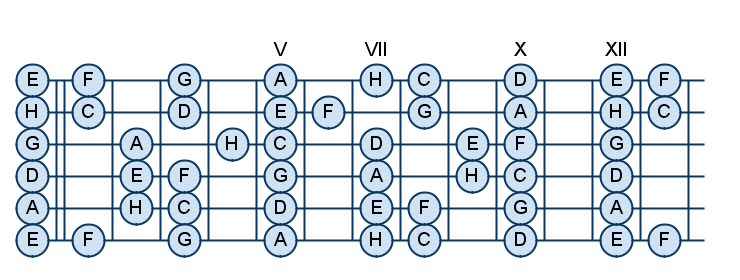 V VII X XII
E F G A H C D E F
H C D E F G A H C
G A H C D E F G
D E F G A H C D
A H C D E F G A
E F G A H C D E F